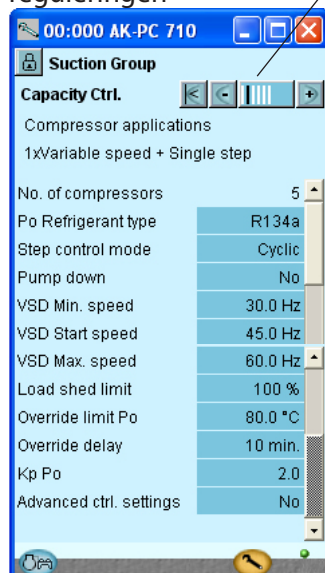 reguleringen
00:000 AK-PC 710
Suction Group
Capacity Ctrl.
Compressor applications
1xVariable speed + Single step
No. of compressors 5
Po Refrigerant type R134a
Step control mode Cyclic
Pump down No
VSD Min. speed 30.0 Hz
VSD Start speed 45.0 Hz
VSD Max. speed 60.0 Hz
Load shed limit 100 %
Override limit Po 80.0 °C
Override delay 10 min.
Kp Po 2.0
Advanced ctrl. settings No